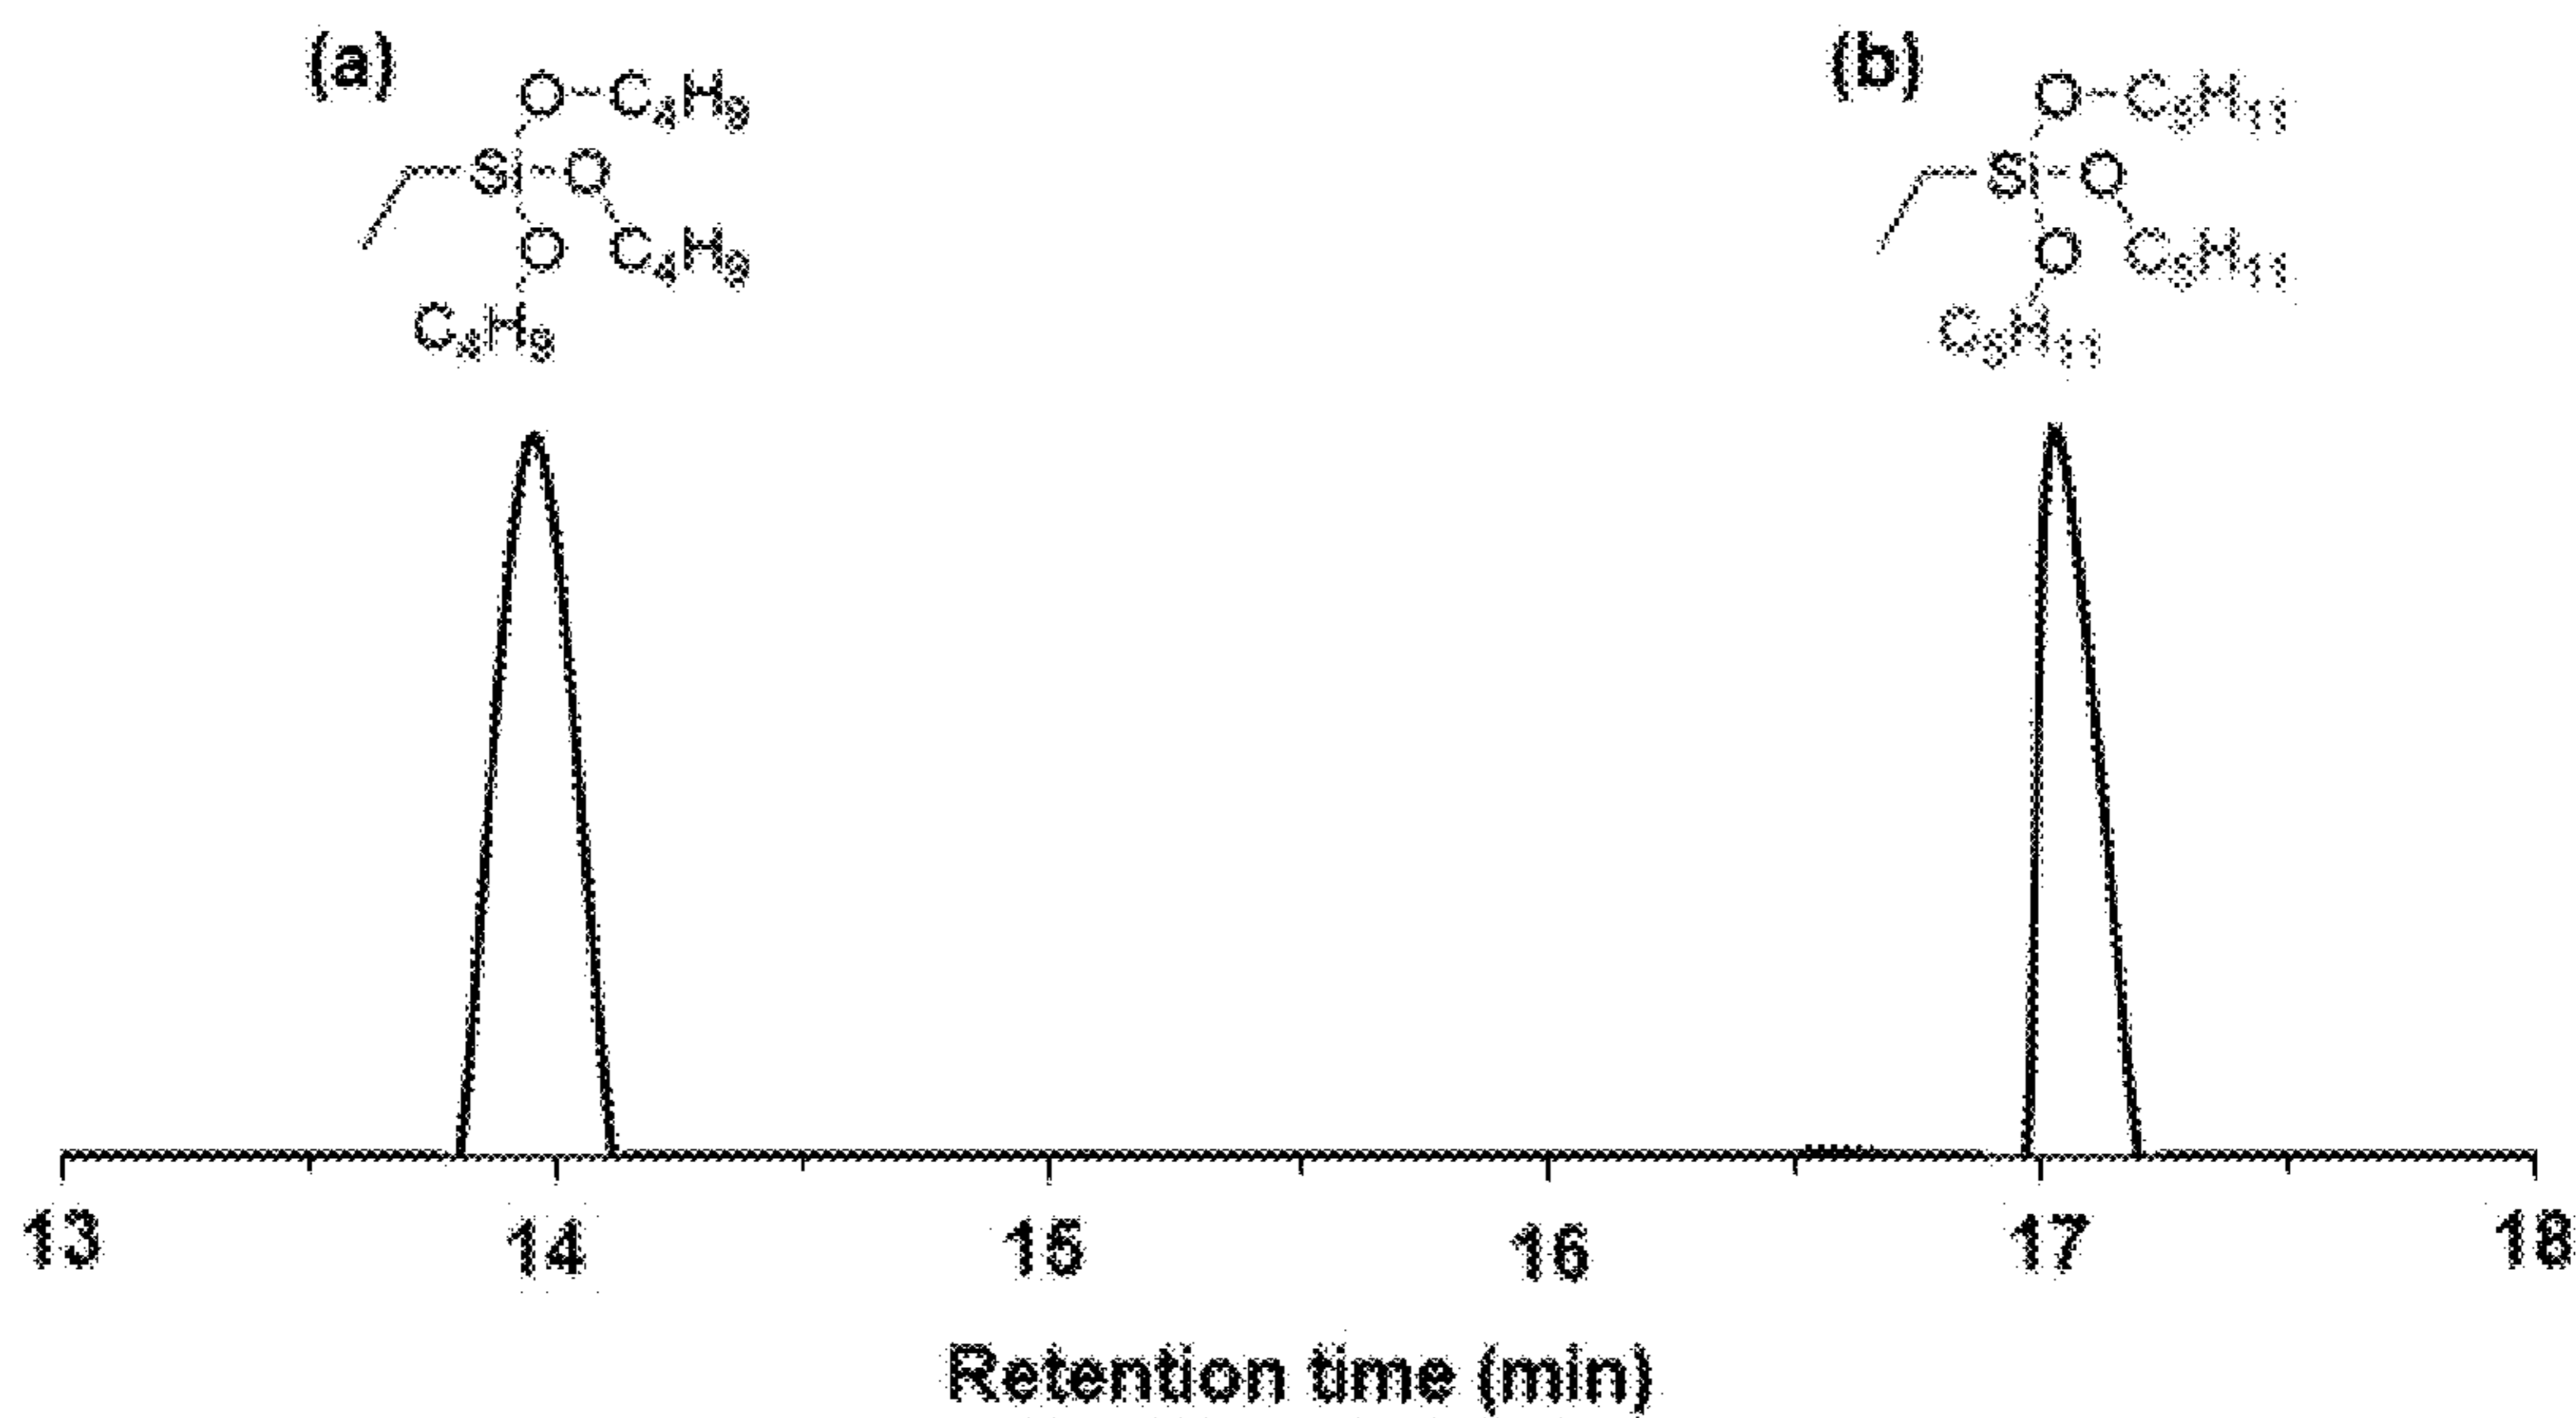 (a)
O-C₄H₉
Si-O
O C₄H₉
C₄H₉
(b)
O-C₅H₁₁
Si-O
O C₅H₁₁
C₅H₁₁
13 14 15 16 17 18
Retention time (min)